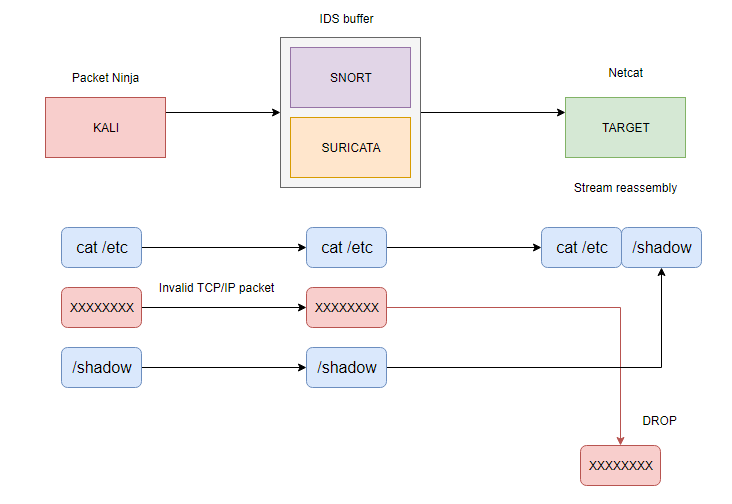 IDS buffer
Packet Ninja
Netcat
KALI
SNORT
SURICATA
TARGET
Stream reassembly
cat /etc
cat /etc
cat /etc
/shadow
Invalid TCP/IP packet
XXXXXXXX
XXXXXXXX
/shadow
/shadow
DROP
XXXXXXXX